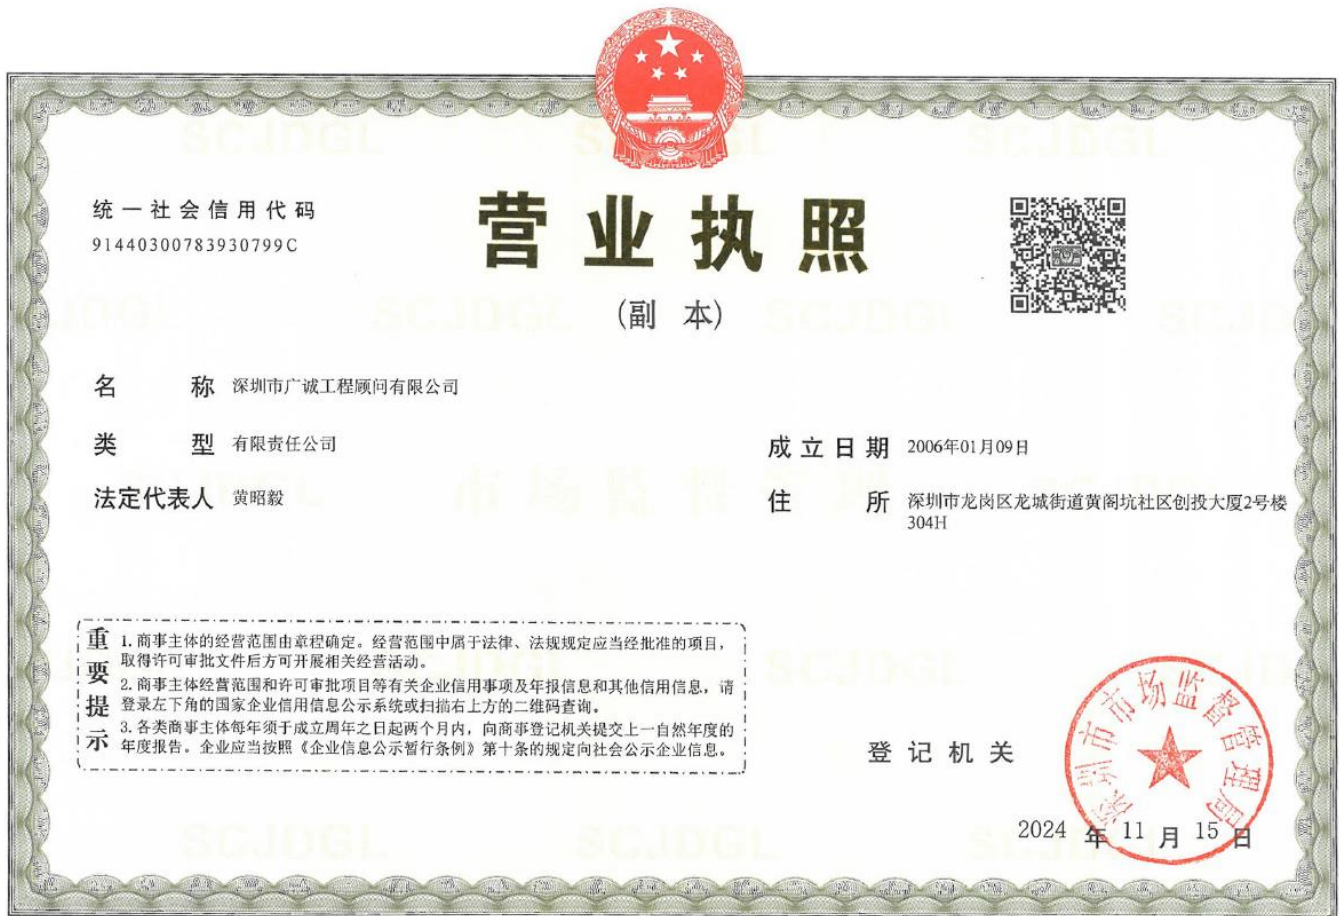 统一社会信用代码
91440300783930799C
营业执照
(副 本)
名 称 深圳市广诚工程顾问有限公司
类 型 有限责任公司
成立日期 2006年01月09日
法定代表人 黄昭毅
住 所 深圳市龙岗区龙城街道黄阁坑社区创投大厦2号楼
304H
重要提示
1. 商事主体的经营范围由章程确定。经营范围中属于法律、法规规定应当经批准的项目，
取得许可审批文件后方可开展相关经营活动。
2. 商事主体经营范围和许可审批项目等有关企业信用事项及年报信息和其他信用信息，请
登录左下角的国家企业信用信息公示系统或扫描右上方的二维码查询。
3. 各类商事主体每年须于成立周年之日起两个月内，向商事登记机关提交上一自然年度的
年度报告。企业应当按照《企业信息公示暂行条例》第十条的规定向社会公示企业信息。
登记机关
深圳市市场监督管理局
2024 年 11 月 15 日
SCJDGL